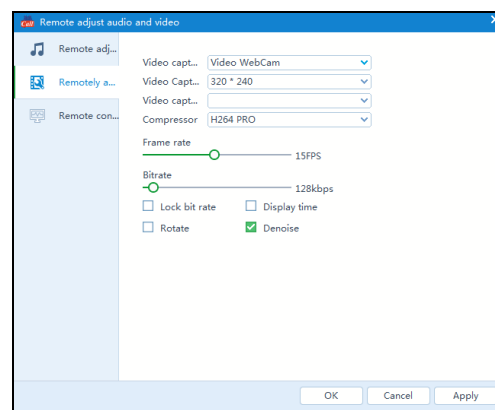 Call Remote adjust audio and video
Remote adj...
Remotely a...
Remote con...
Video capt... Video WebCam
Video Capt... 320 * 240
Video capt...
Compressor H264 PRO
Frame rate
15FPS
Bitrate
128kbps
Lock bit rate Display time
Rotate Denoise
OK Cancel Apply